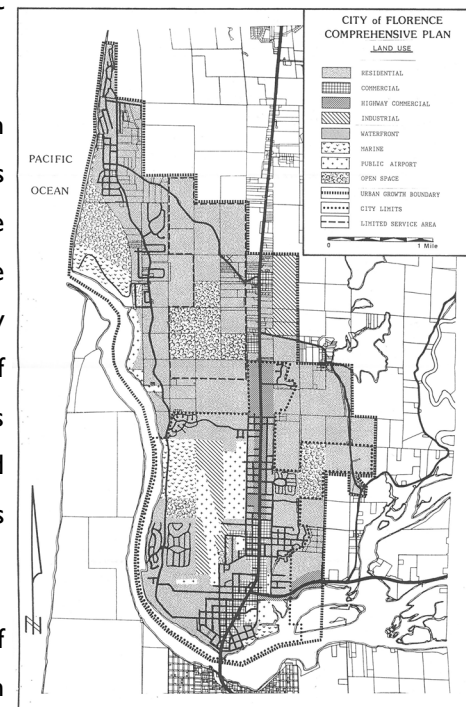 CITY of FLORENCE
COMPREHENSIVE PLAN
LAND USE
RESIDENTIAL
COMMERCIAL
HIGHWAY COMMERCIAL
INDUSTRIAL
WATERFRONT
MARINE
PUBLIC AIRPORT
OPEN SPACE
URBAN GROWTH BOUNDARY
CITY LIMITS
LIMITED SERVICE AREA
0 1 Mile
PACIFIC
OCEAN
N